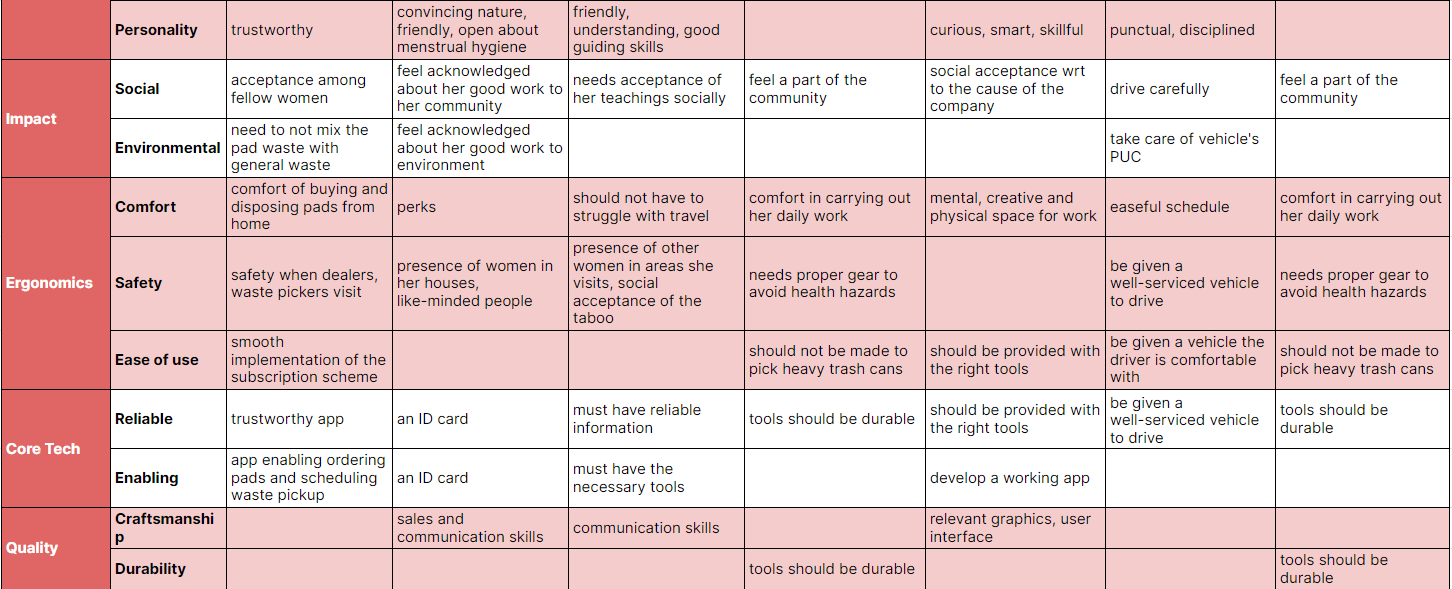 Personality
trustworthy
convincing nature,
friendly, open about
menstrual hygiene
friendly,
understanding, good
guiding skills
curious, smart, skillful
punctual, disciplined
Impact
Social
acceptance among
fellow women
feel acknowledged
about her good work to
her community
needs acceptance of
her teachings socially
feel a part of the
community
social acceptance wrt
to the cause of the
company
drive carefully
feel a part of the
community
Environmental
need to not mix the
pad waste with
general waste
feel acknowledged
about her good work to
environment
take care of vehicle's
PUC
Ergonomics
Comfort
comfort of buying and
disposing pads from
home
perks
should not have to
struggle with travel
comfort in carrying out
her daily work
mental, creative and
physical space for work
easeful schedule
comfort in carrying out
her daily work
Safety
safety when dealers,
waste pickers visit
presence of women in
her houses,
like-minded people
presence of other
women in areas she
visits, social
acceptance of the
taboo
needs proper gear to
avoid health hazards
be given a
well-serviced vehicle
to drive
needs proper gear to
avoid health hazards
Ease of use
smooth
implementation of the
subscription scheme
should not be made to
pick heavy trash cans
should be provided with
the right tools
be given a vehicle the
driver is comfortable
with
should not be made to
pick heavy trash cans
Core Tech
Reliable
trustworthy app
an ID card
must have reliable
information
tools should be durable
should be provided with
the right tools
be given a
well-serviced vehicle
to drive
tools should be
durable
Enabling
app enabling ordering
pads and scheduling
waste pickup
an ID card
must have the
necessary tools
develop a working app
Quality
Craftsmanshi
p
sales and
communication skills
communication skills
relevant graphics, user
interface
Durability
tools should be durable
tools should be
durable